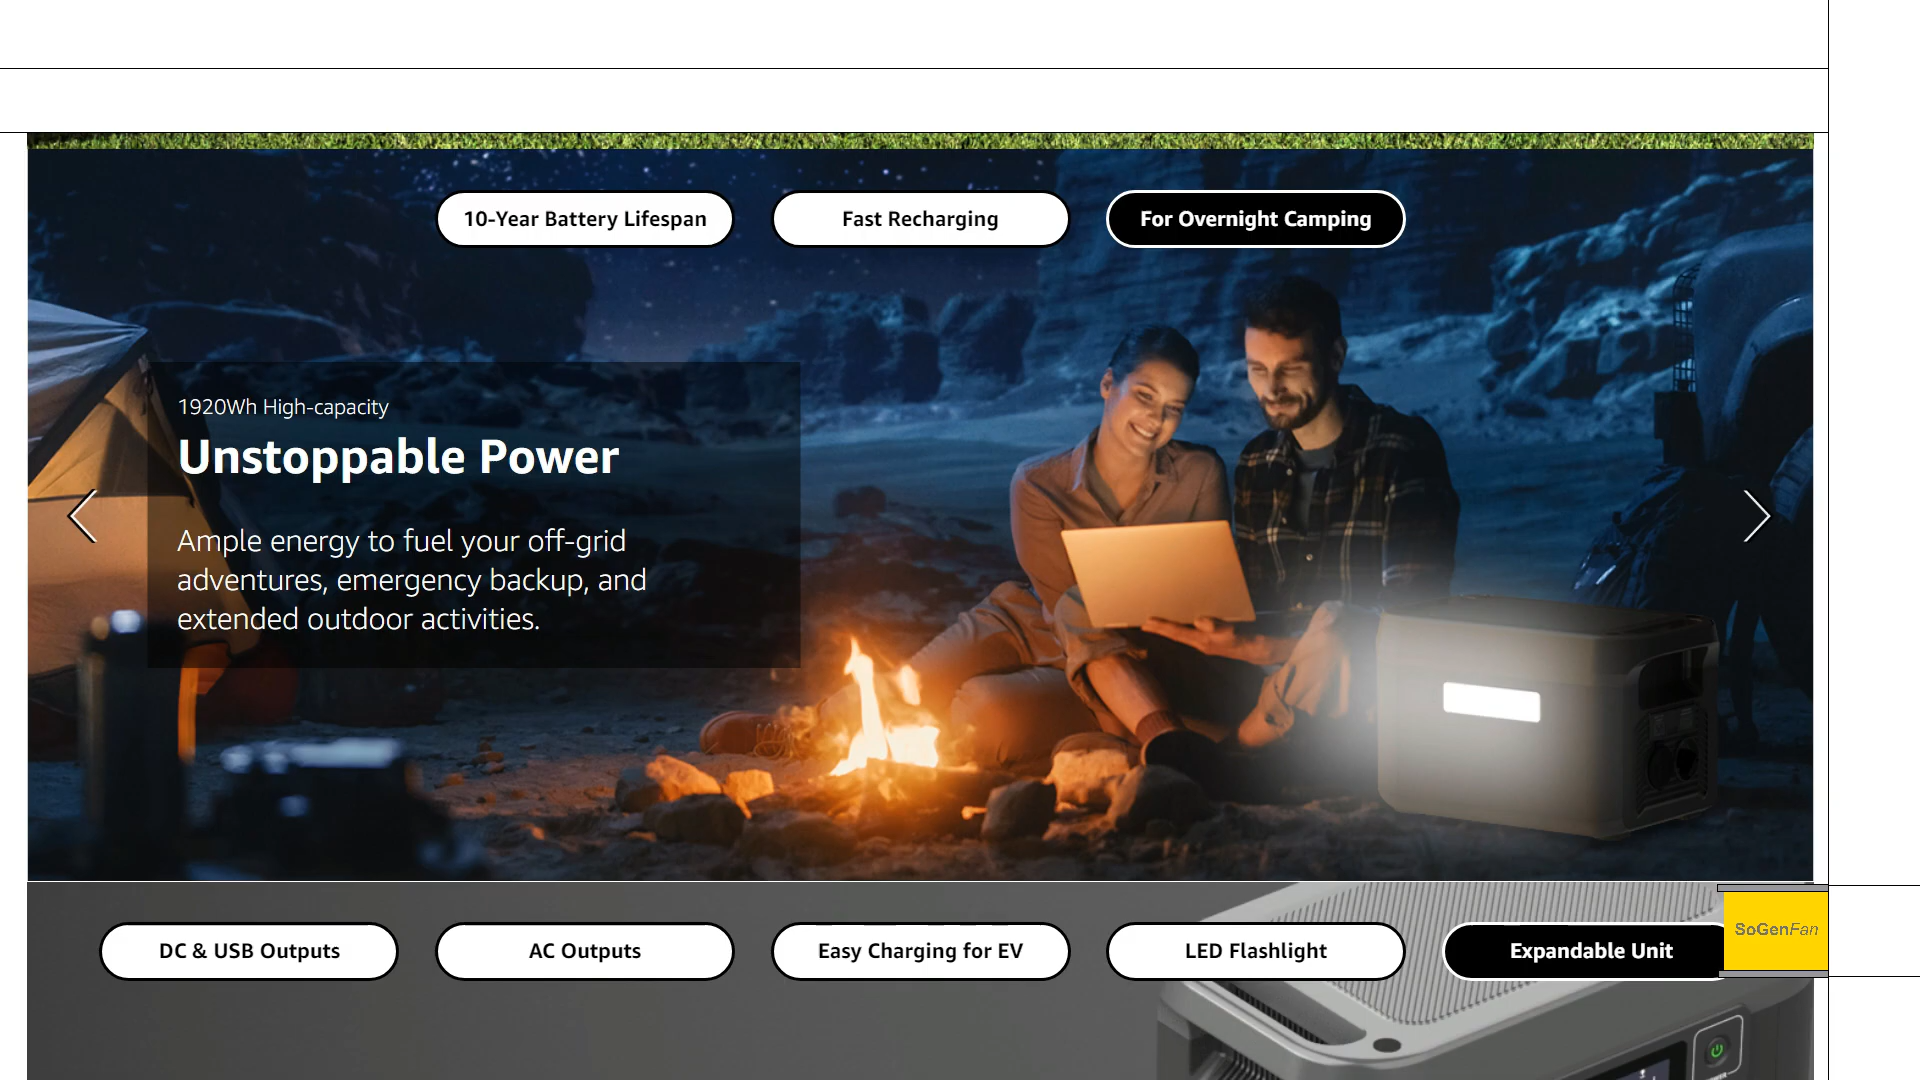 10-Year Battery Lifespan
Fast Recharging
For Overnight Camping
1920Wh High-capacity
Unstoppable Power
Ample energy to fuel your off-grid
adventures, emergency backup, and
extended outdoor activities.
DC & USB Outputs
AC Outputs
Easy Charging for EV
LED Flashlight
Expandable Unit
SoGenFan